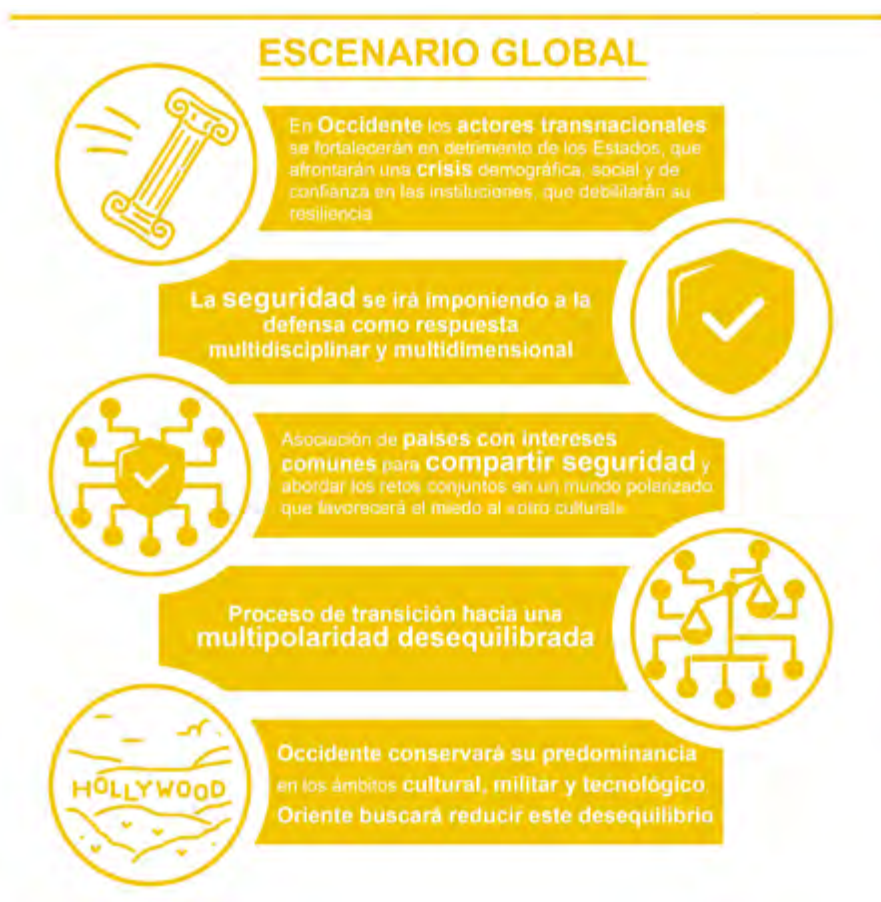 ESCENARIO GLOBAL
En Occidente los actores transnacionales
se fortalecerán en detrimento de los Estados, que
afrontarán una crisis demográfica, social y de
confianza en las instituciones, que debilitarán su
resiliencia
La seguridad se irá imponiendo a la
defensa como respuesta
multidisciplinar y multidimensional
Asociación de países con intereses
comunes para compartir seguridad y
abordar los retos conjuntos en un mundo polarizado
que favorecerá el miedo al «otro cultural»
Proceso de transición hacia una
multipolaridad desequilibrada
HOLLYWOOD
Occidente conservará su predominancia
en los ámbitos cultural, militar y tecnológico
Oriente buscará reducir este desequilibrio